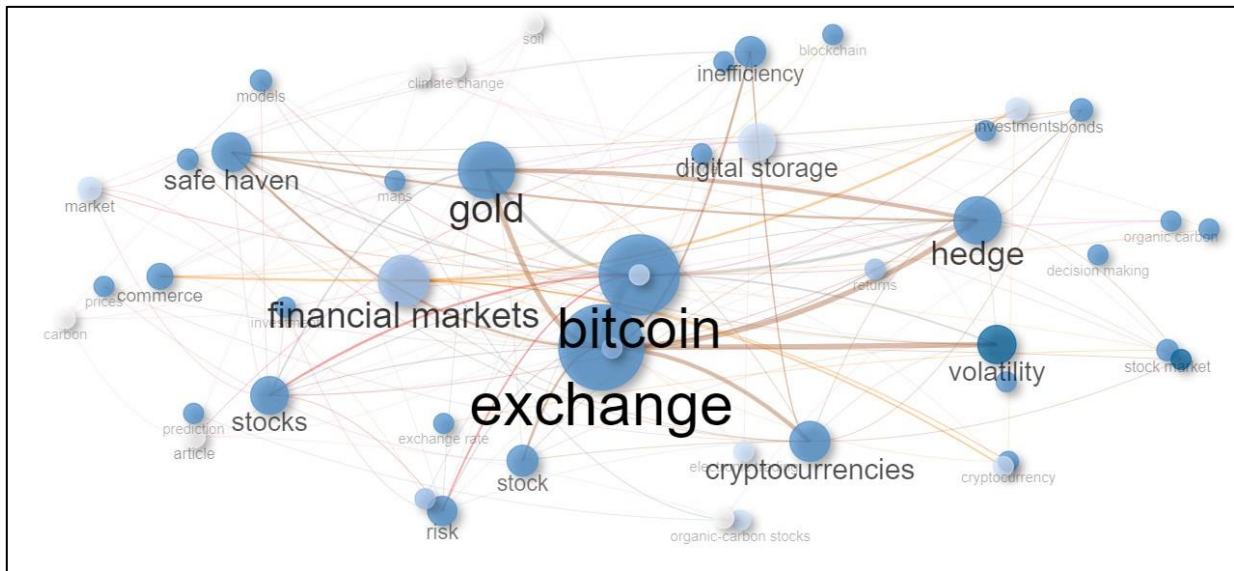 soil
blockchain
inefficiency
climate change
models
investments
bonds
digital storage
safe haven
maps
market
gold
organic carbon
hedge
decision making
commerce
returns
prices
investment
financial markets
carbon
bitcoin
stock market
volatility
exchange
stocks
prediction
exchange rate
article
cryptocurrencies
cryptocurrency
stock
risk
organic-carbon stocks